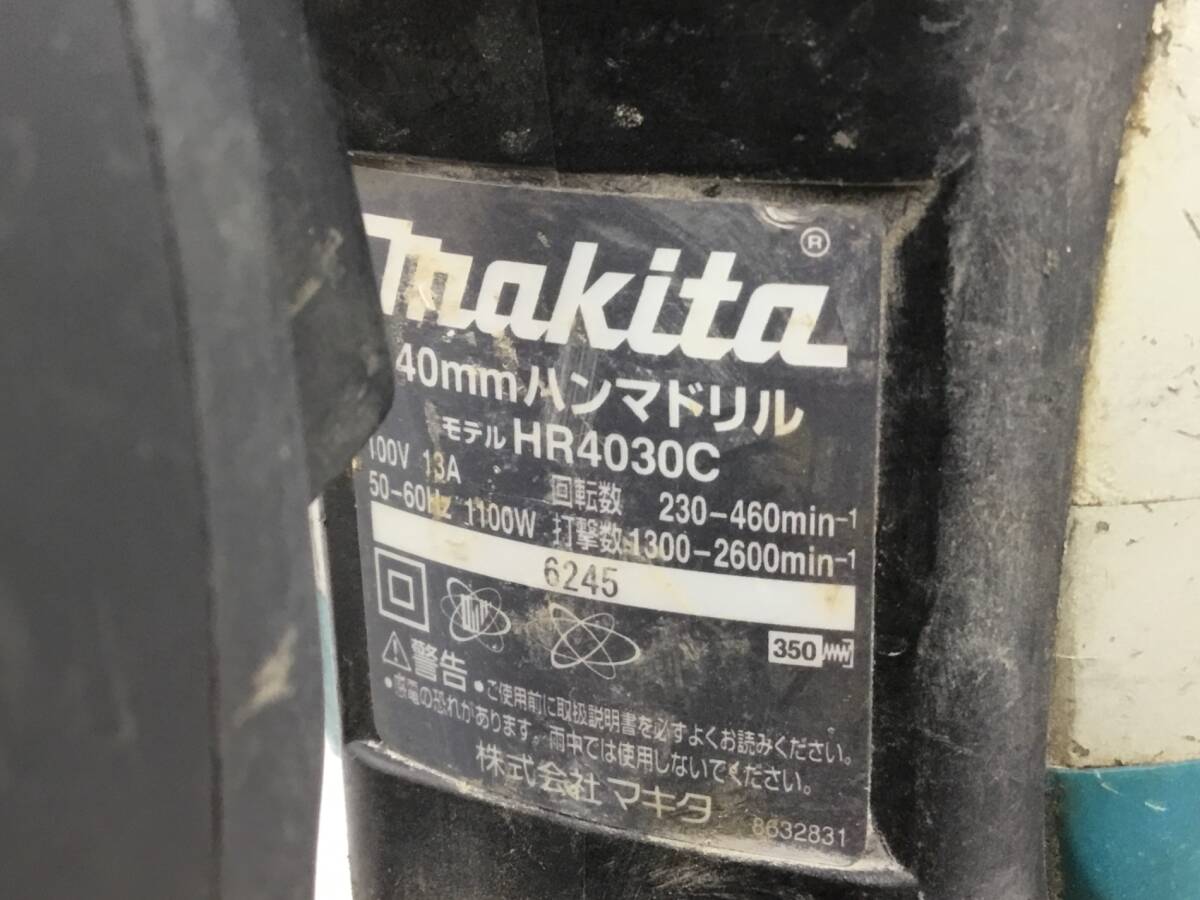 makita®
40mmハンマドリル
モデル HR4030C
100V 13A 回転数 230-460min-1
50-60Hz 1100W 打撃数 1300-2600min-1
6245
350
警告 •ご使用前に取扱説明書を必ずよくお読みください。
•感電の恐れがあります。雨中では使用しないでください。
株式会社 マキタ
8632831